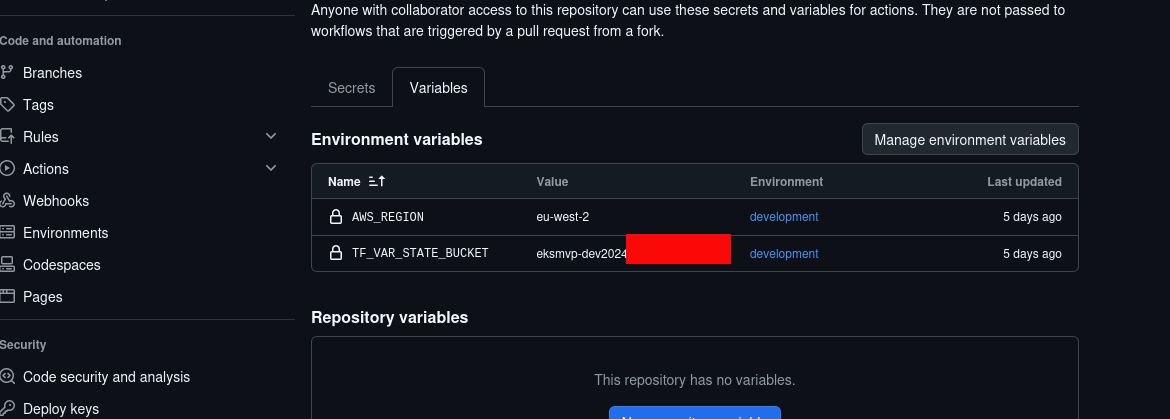 Anyone with collaborator access to this repository can use these secrets and variables for actions. They are not passed to
workflows that are triggered by a pull request from a fork.
Code and automation
Branches
Tags
Rules
Actions
Webhooks
Environments
Codespaces
Pages
Security
Code security and analysis
Deploy keys
Secrets
Variables
Environment variables
Manage environment variables
Name Value Environment Last updated
AWS_REGION eu-west-2 development 5 days ago
TF_VAR_STATE_BUCKET eksmvp-dev2024 development 5 days ago
Repository variables
This repository has no variables.